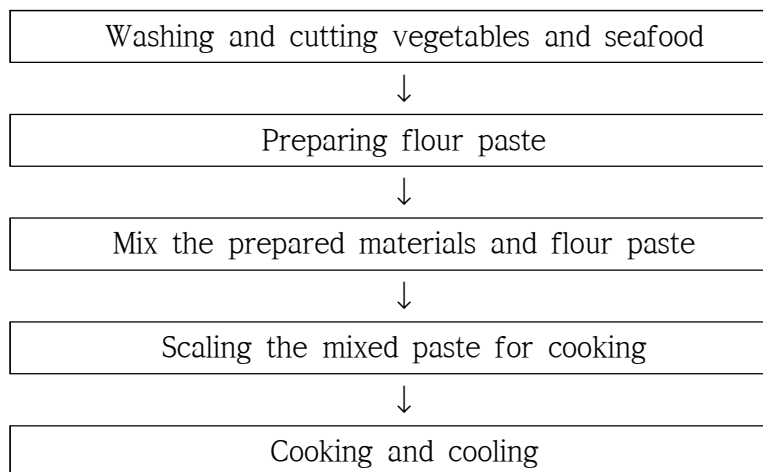 Washing and cutting vegetables and seafood
↓
Preparing flour paste
↓
Mix the prepared materials and flour paste
↓
Scaling the mixed paste for cooking
↓
Cooking and cooling